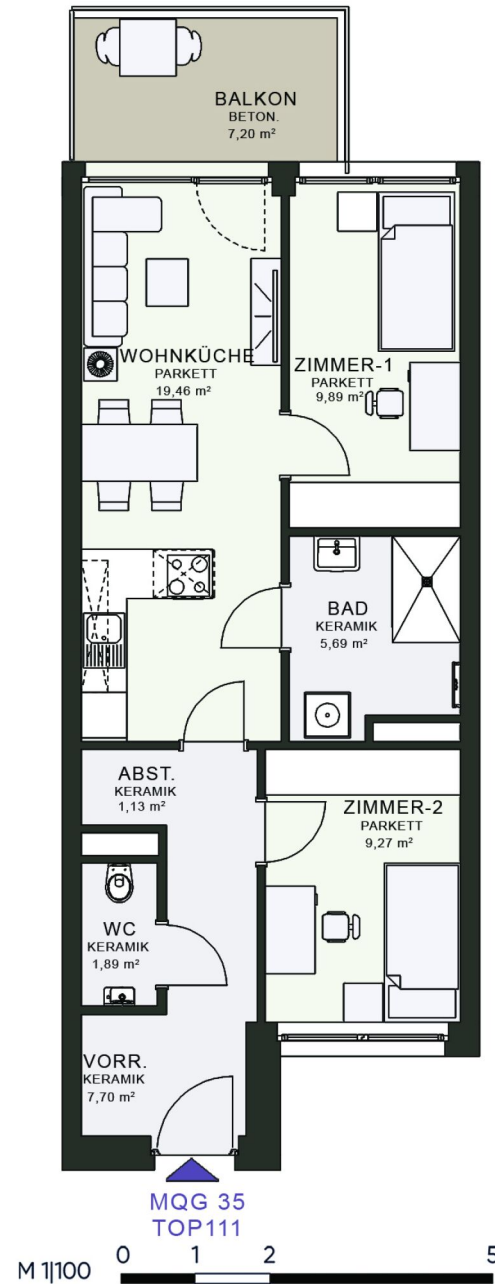 BALKON
BETON.
7,20 m²
WOHNKÜCHE
PARKETT
19,46 m²
ZIMMER-1
PARKETT
9,89 m²
BAD
KERAMIK
5,69 m²
ABST.
KERAMIK
1,13 m²
ZIMMER-2
PARKETT
9,27 m²
WC
KERAMIK
1,89 m²
VORR.
KERAMIK
7,70 m²
MQG 35
TOP111
M 1|100 0 1 2 5